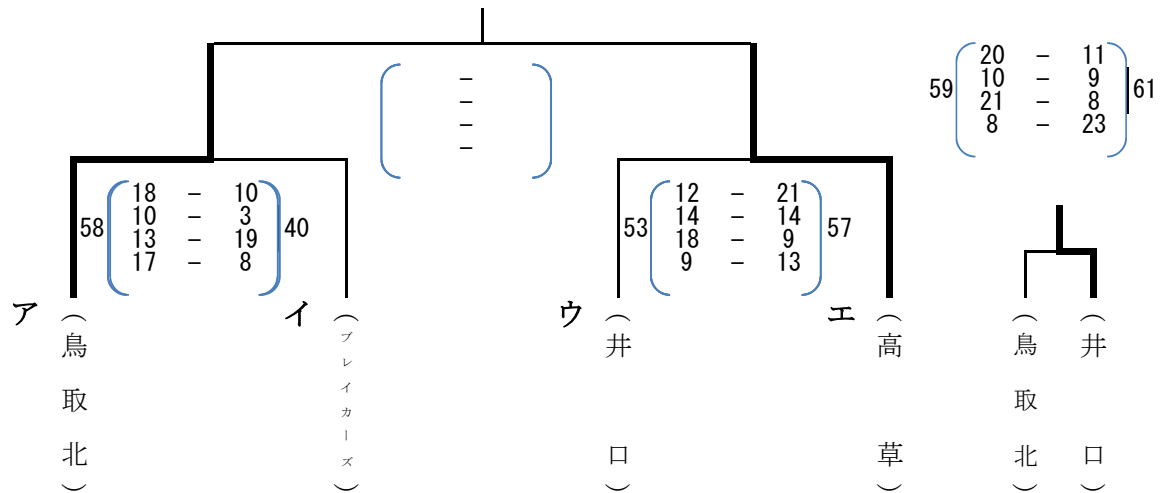 20 － 11
59 10 － 9 61
21 － 8
8 － 23
－
－
－
－
18 － 10
58 10 － 3 40
13 － 19
17 － 8
12 － 21
53 14 － 14 57
18 － 9
9 － 13
ア （鳥取北）
イ （ブレイカーズ）
ウ （井口）
エ （高草）
（鳥取北）
（井口）